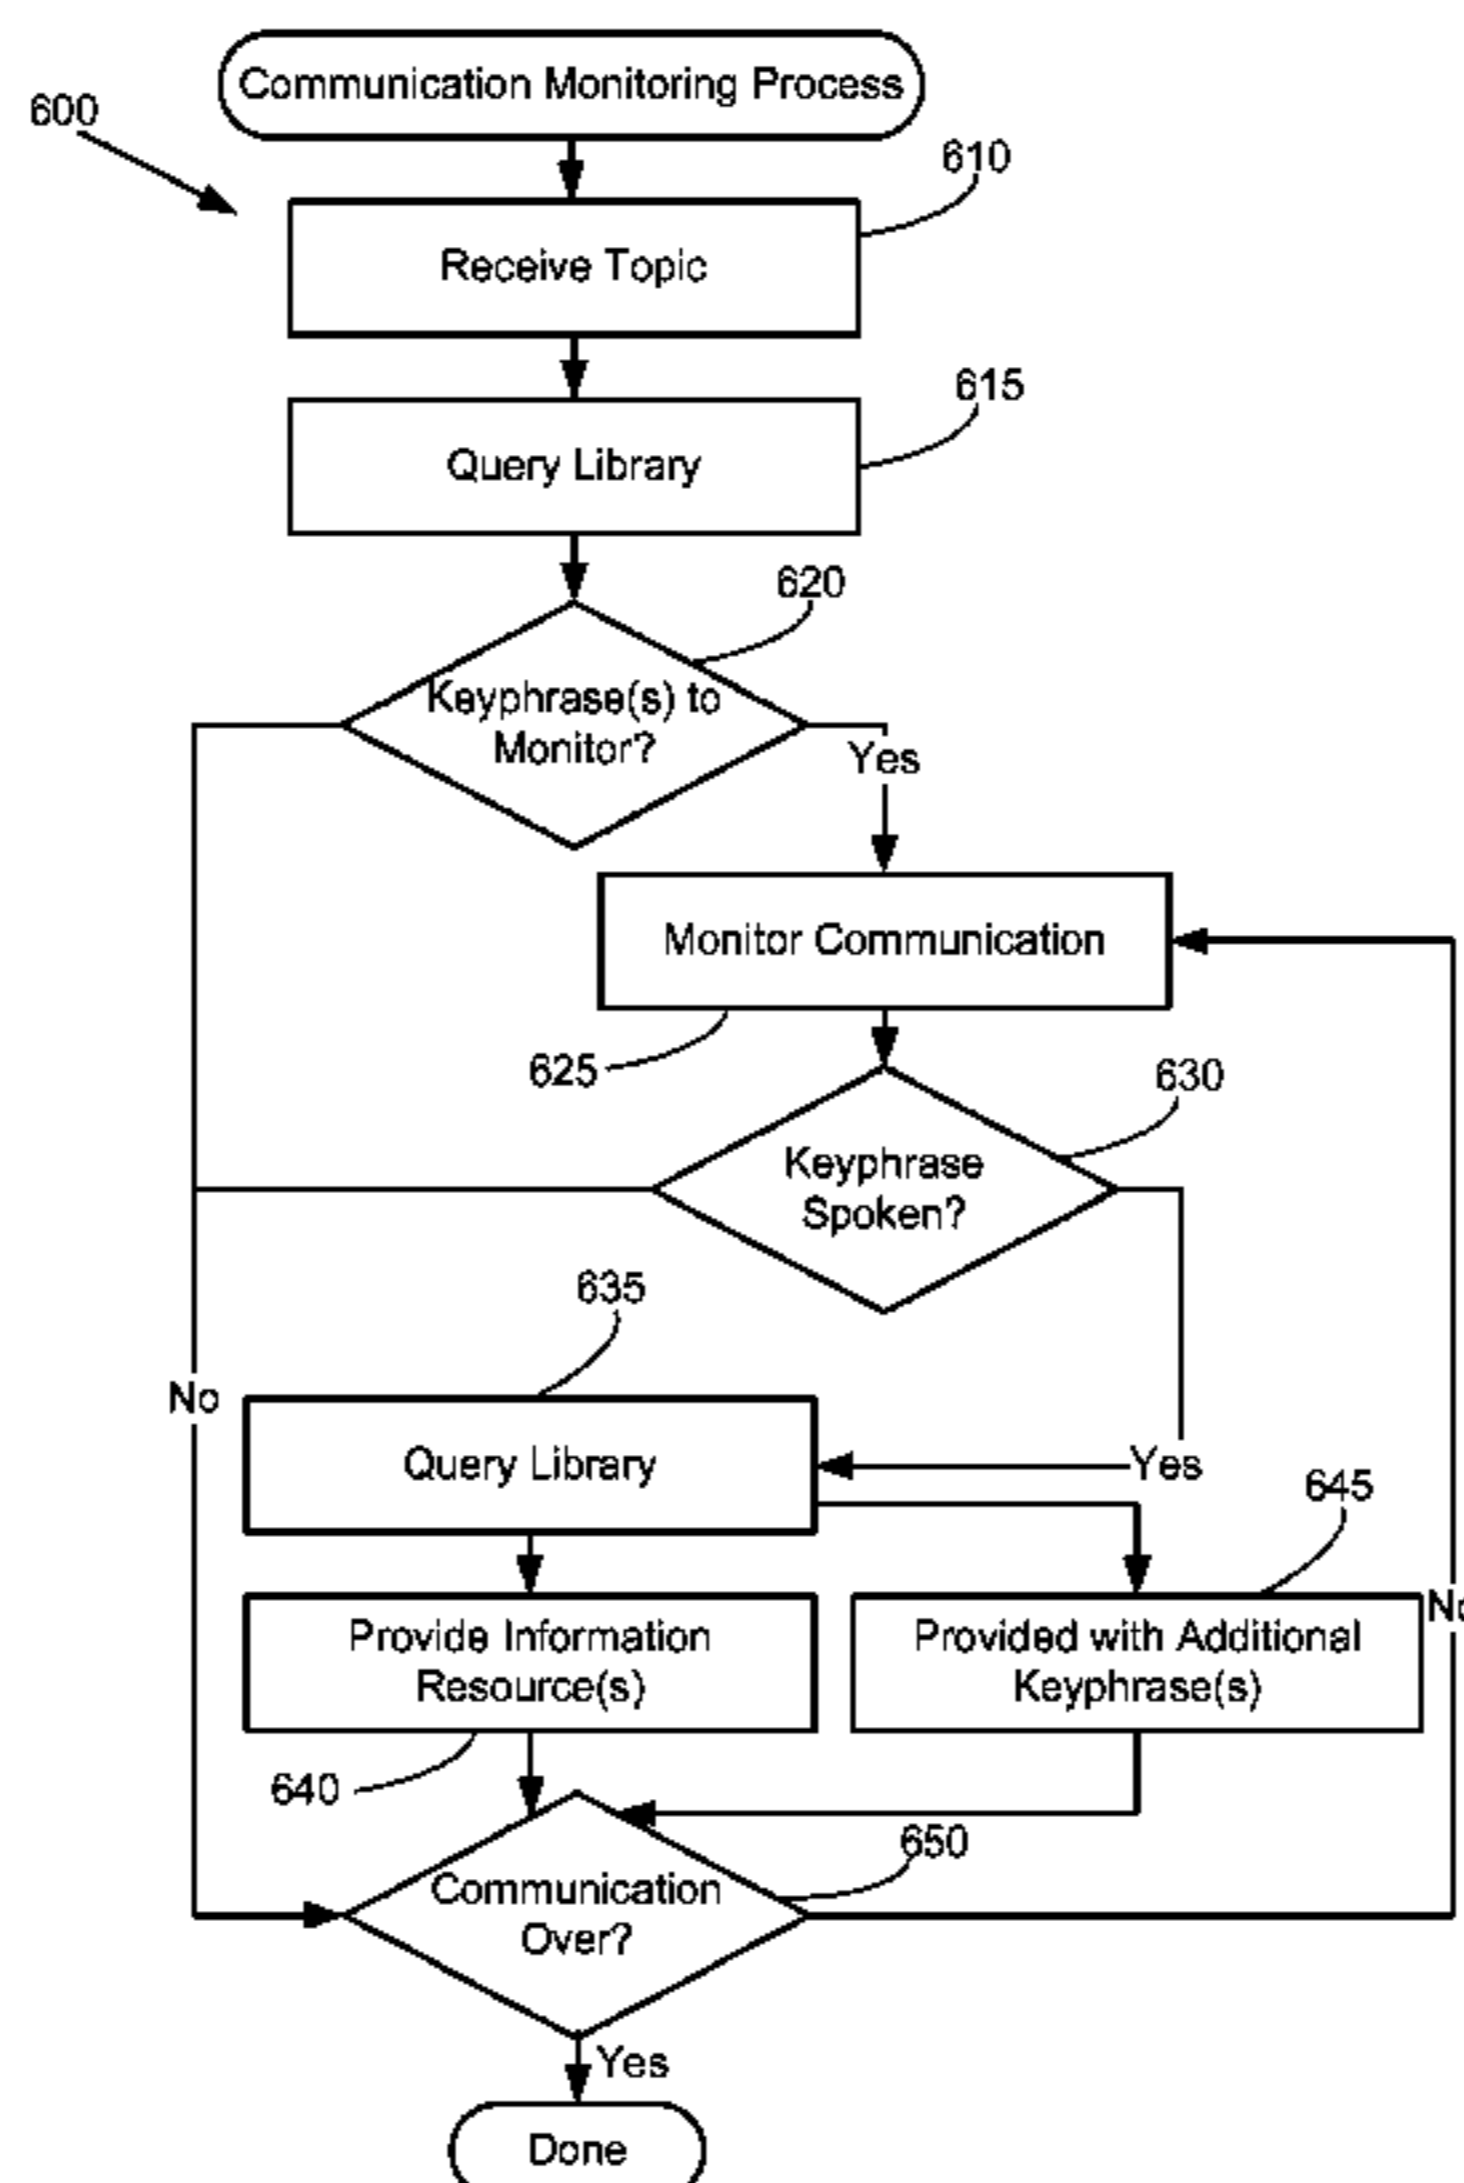 Communication Monitoring Process
600
610
Receive Topic
615
Query Library
620
Keyphrase(s) to
Monitor?
Yes
Monitor Communication
625
630
Keyphrase
Spoken?
635
No
Query Library
Yes
645
Provide Information
Resource(s)
Provided with Additional
Keyphrase(s)
No
640
650
Communication
Over?
Yes
Done